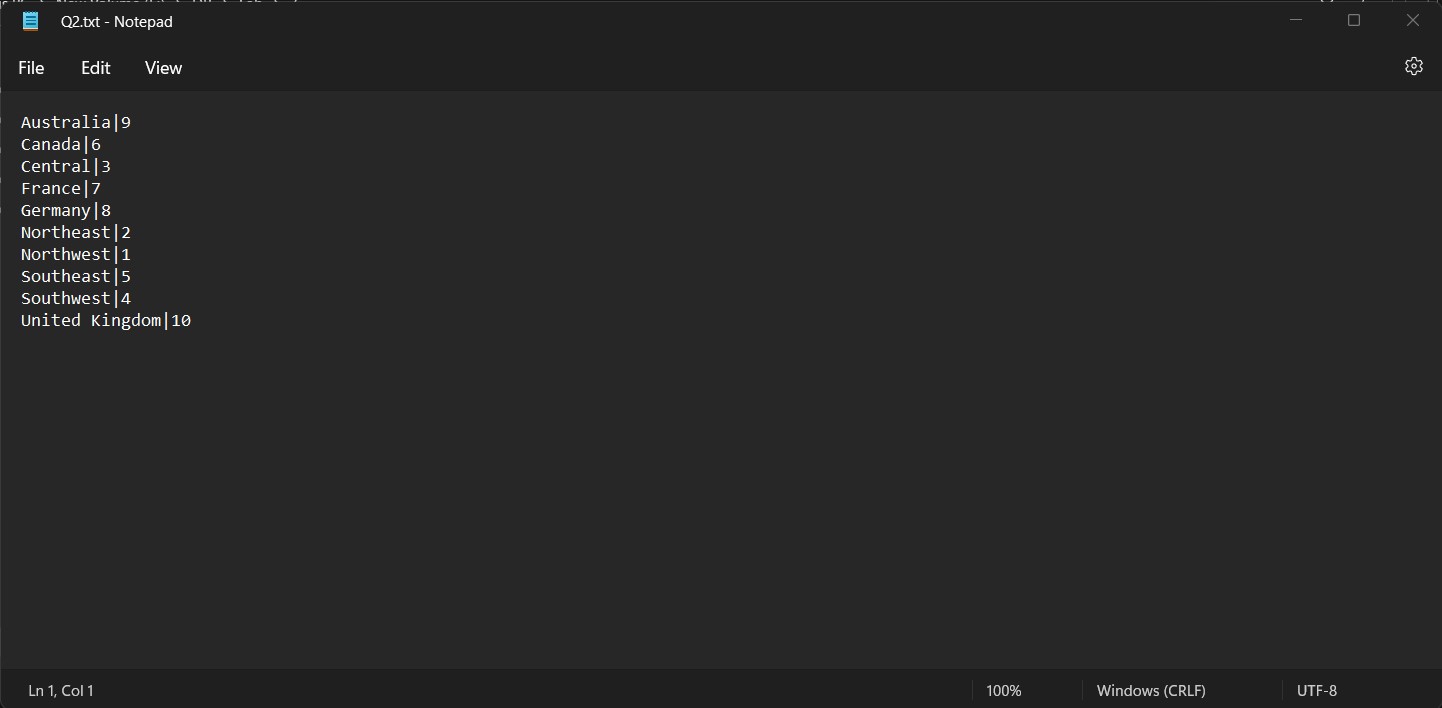 Q2.txt - Notepad
File Edit View
Australia|9
Canada|6
Central|3
France|7
Germany|8
Northeast|2
Northwest|1
Southeast|5
Southwest|4
United Kingdom|10
Ln 1, Col 1 100% Windows (CRLF) UTF-8